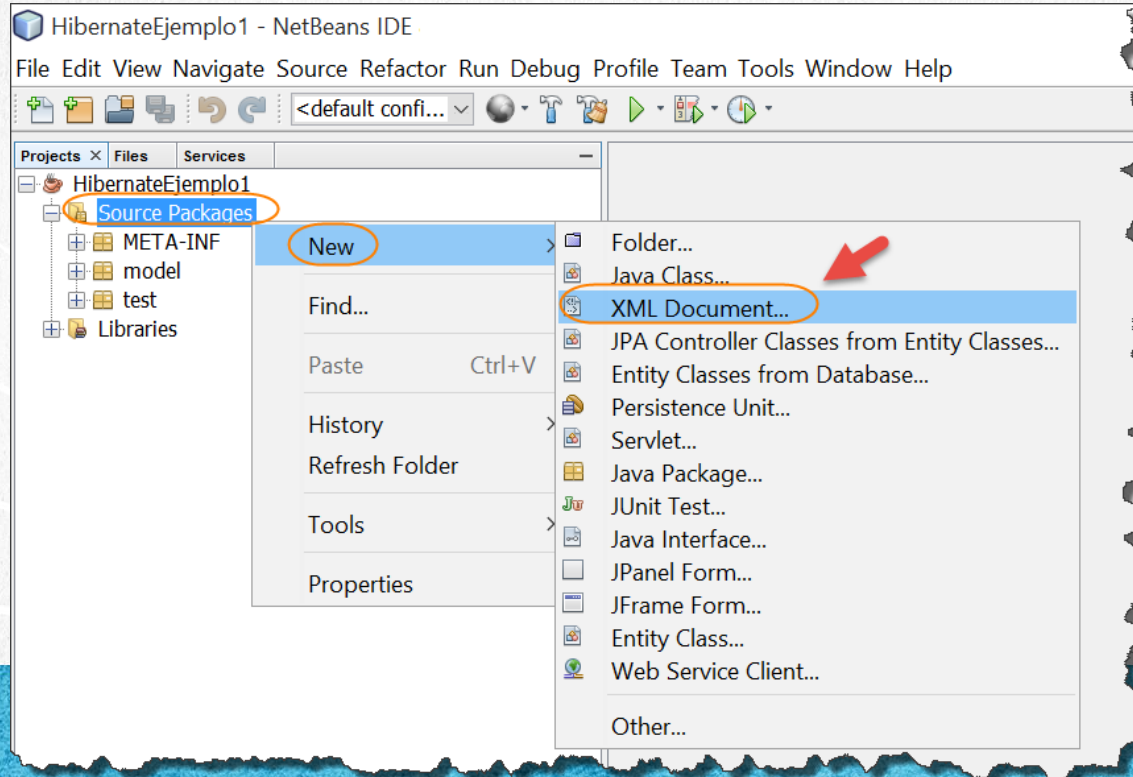 HibernateEjemplo1 - NetBeans IDE
File Edit View Navigate Source Refactor Run Debug Profile Team Tools Window Help
<default confi...
Projects Files Services
HibernateEjemplo1
Source Packages
META-INF
model
test
Libraries
New
Find...
Paste Ctrl+V
History
Refresh Folder
Tools
Properties
Folder...
Java Class...
XML Document...
JPA Controller Classes from Entity Classes...
Entity Classes from Database...
Persistence Unit...
Servlet...
Java Package...
JUnit Test...
Java Interface...
JPanel Form...
JFrame Form...
Entity Class...
Web Service Client...
Other...